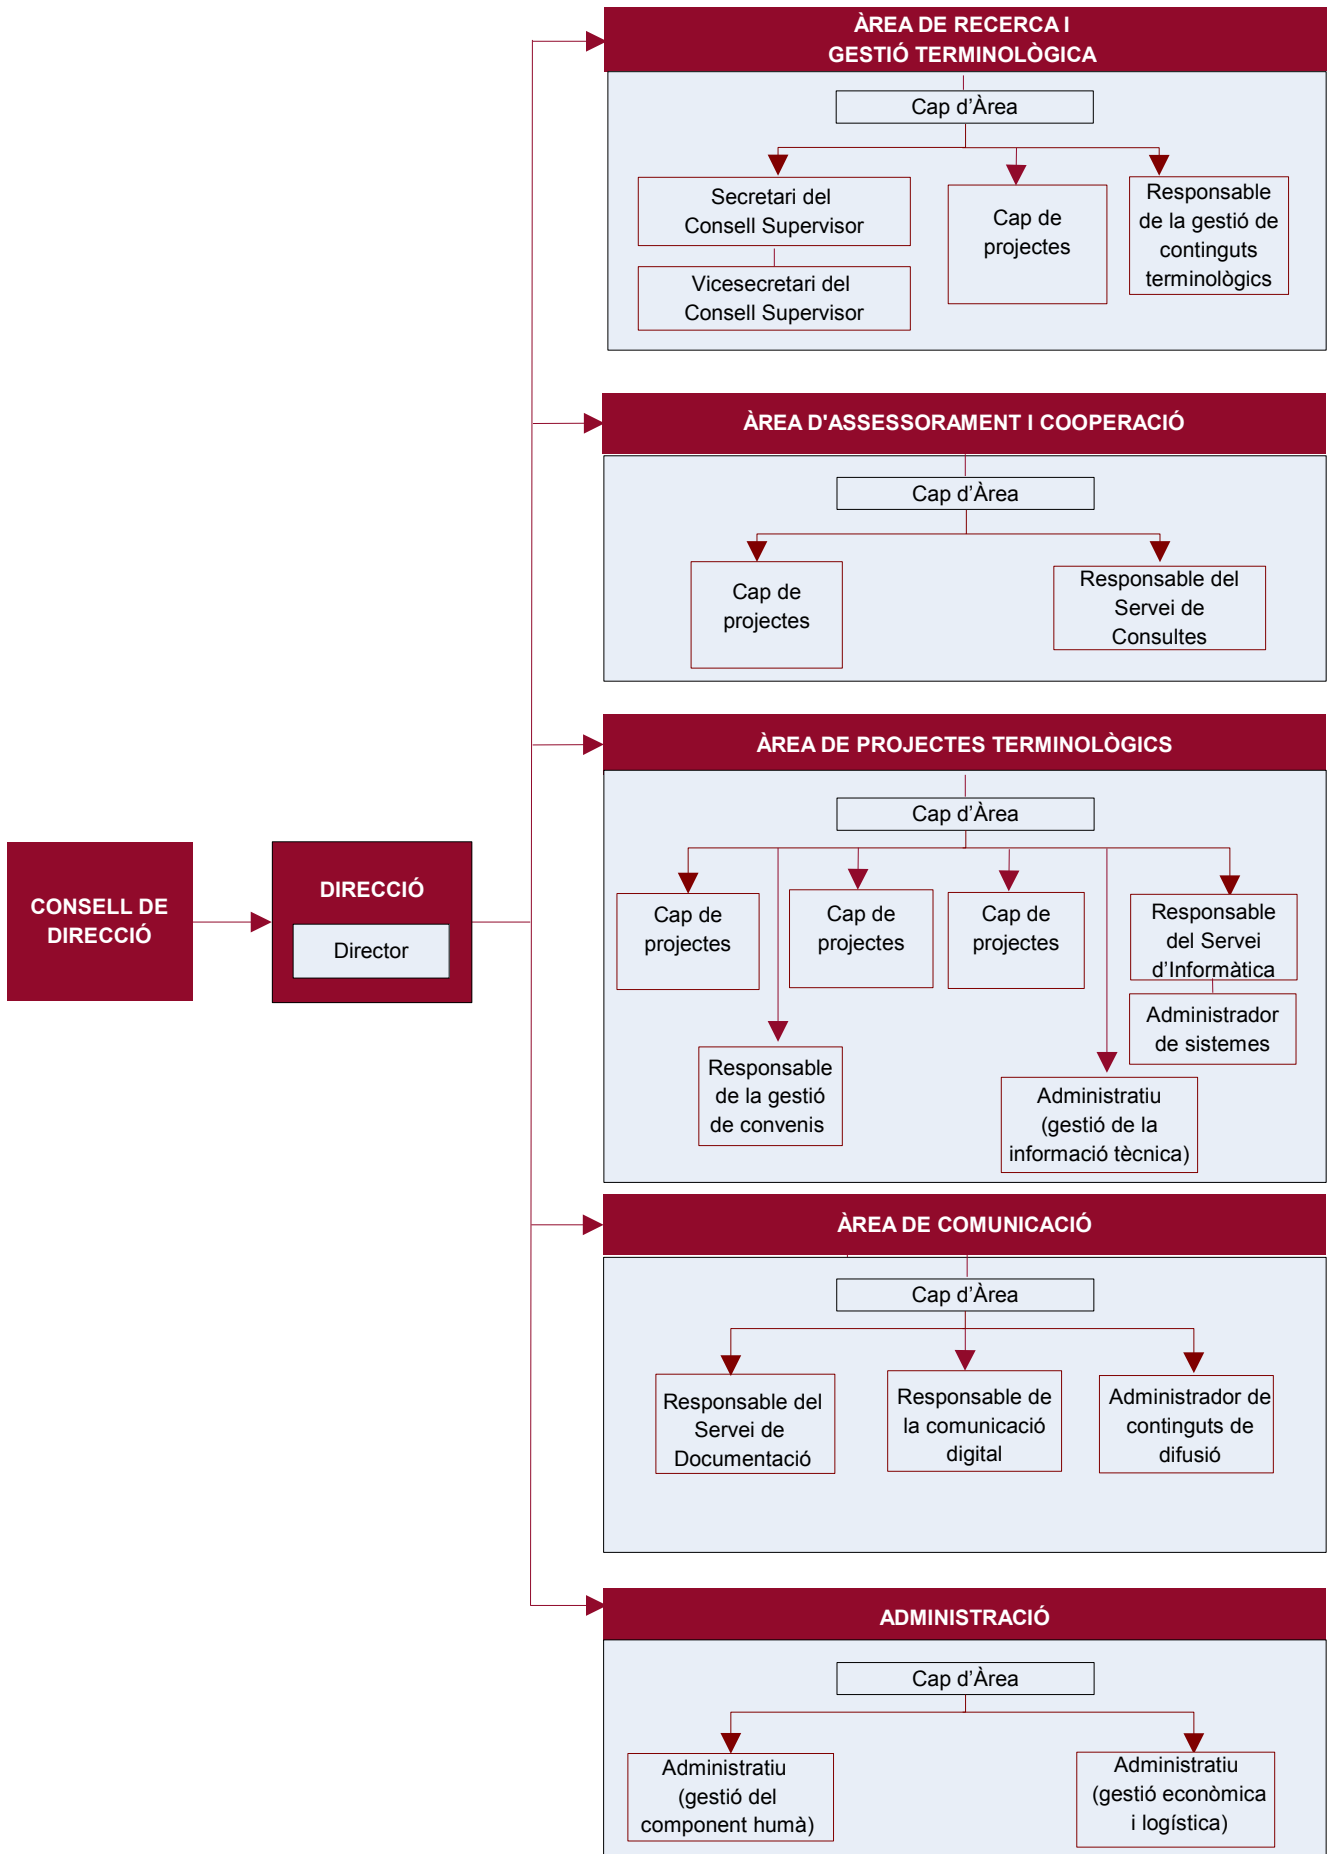 ÀREA DE RECERCA I
GESTIÓ TERMINOLÒGICA
Cap d’Àrea
Secretari del
Consell Supervisor
Vicesecretari del
Consell Supervisor
Cap de
projectes
Responsable
de la gestió de
continguts
terminològics
ÀREA D'ASSESSORAMENT I COOPERACIÓ
Cap d’Àrea
Cap de
projectes
Responsable del
Servei de
Consultes
CONSELL DE
DIRECCIÓ
DIRECCIÓ
Director
ÀREA DE PROJECTES TERMINOLÒGICS
Cap d’Àrea
Cap de
projectes
Cap de
projectes
Cap de
projectes
Responsable
del Servei
d’Informàtica
Administrador
de sistemes
Responsable
de la gestió
de convenis
Administratiu
(gestió de la
informació tècnica)
ÀREA DE COMUNICACIÓ
Cap d’Àrea
Responsable del
Servei de
Documentació
Responsable de
la comunicació
digital
Administrador de
continguts de
difusió
ADMINISTRACIÓ
Cap d’Àrea
Administratiu
(gestió del
component humà)
Administratiu
(gestió econòmica
i logística)